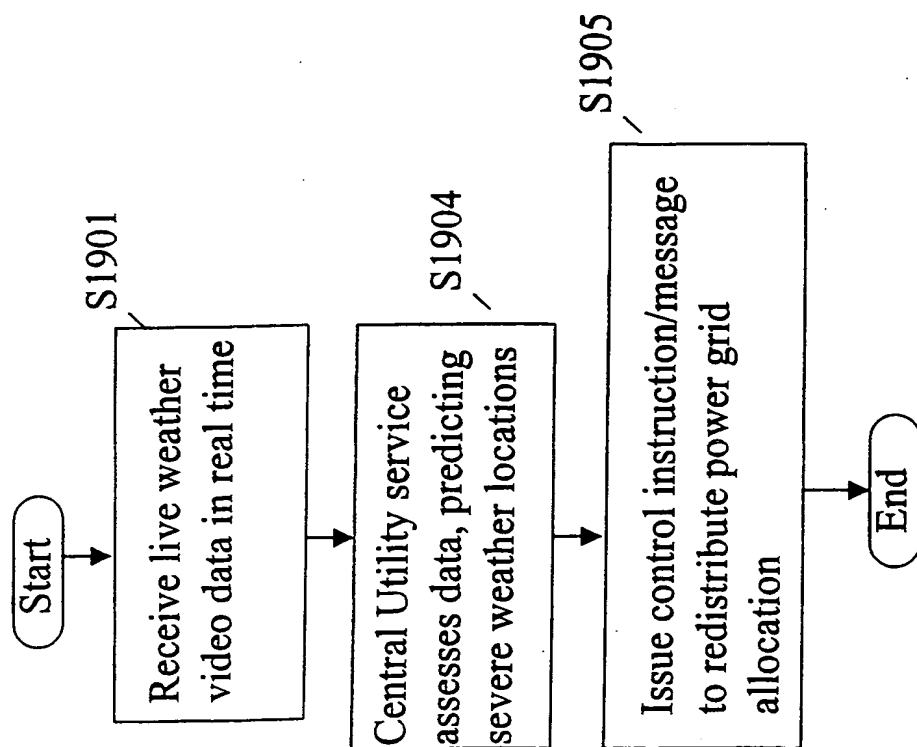 Start
S1901
Receive live weather
video data in real time
S1904
Central Utility service
assesses data, predicting
severe weather locations
S1905
Issue control instruction/message
to redistribute power grid
allocation
End